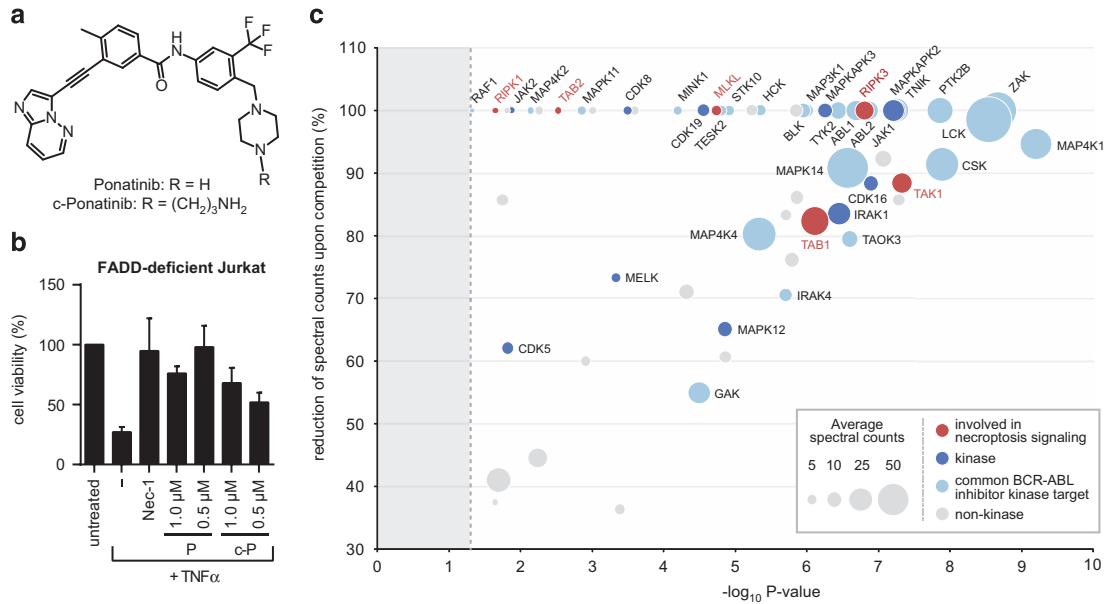 a
N
N
N
O
H
N
F
F
F
N
N
R
Ponatinib: R = H
c-Ponatinib: R = (CH2)3NH2
b
FADD-deficient Jurkat
cell viability (%)
150
100
50
0
untreated
–
Nec-1
1.0 µM
0.5 µM
1.0 µM
0.5 µM
P
c-P
+ TNFα
c
reduction of spectral counts upon competition (%)
110
100
90
80
70
60
50
40
30
0
1
2
3
4
5
6
7
8
9
10
-log10 P-value
RAF1
RIPK1
JAK2
MAP4K2
TAB2
MAPK11
CDK8
MINK1
MLKL
STK10
HCK
MAP3K1
MAPKAPK3
RIPK3
MAPKAPK2
TNIK
PTK2B
ZAK
CDK19
TESK2
BLK
TYK2
ABL1
ABL2
JAK1
LCK
MAP4K1
MAPK14
CSK
CDK16
TAK1
IRAK1
MAP4K4
TAB1
TAOK3
MELK
IRAK4
MAPK12
CDK5
GAK
Average
spectral counts
5 10 25 50
involved in
necroptosis signaling
kinase
common BCR-ABL
inhibitor kinase target
non-kinase